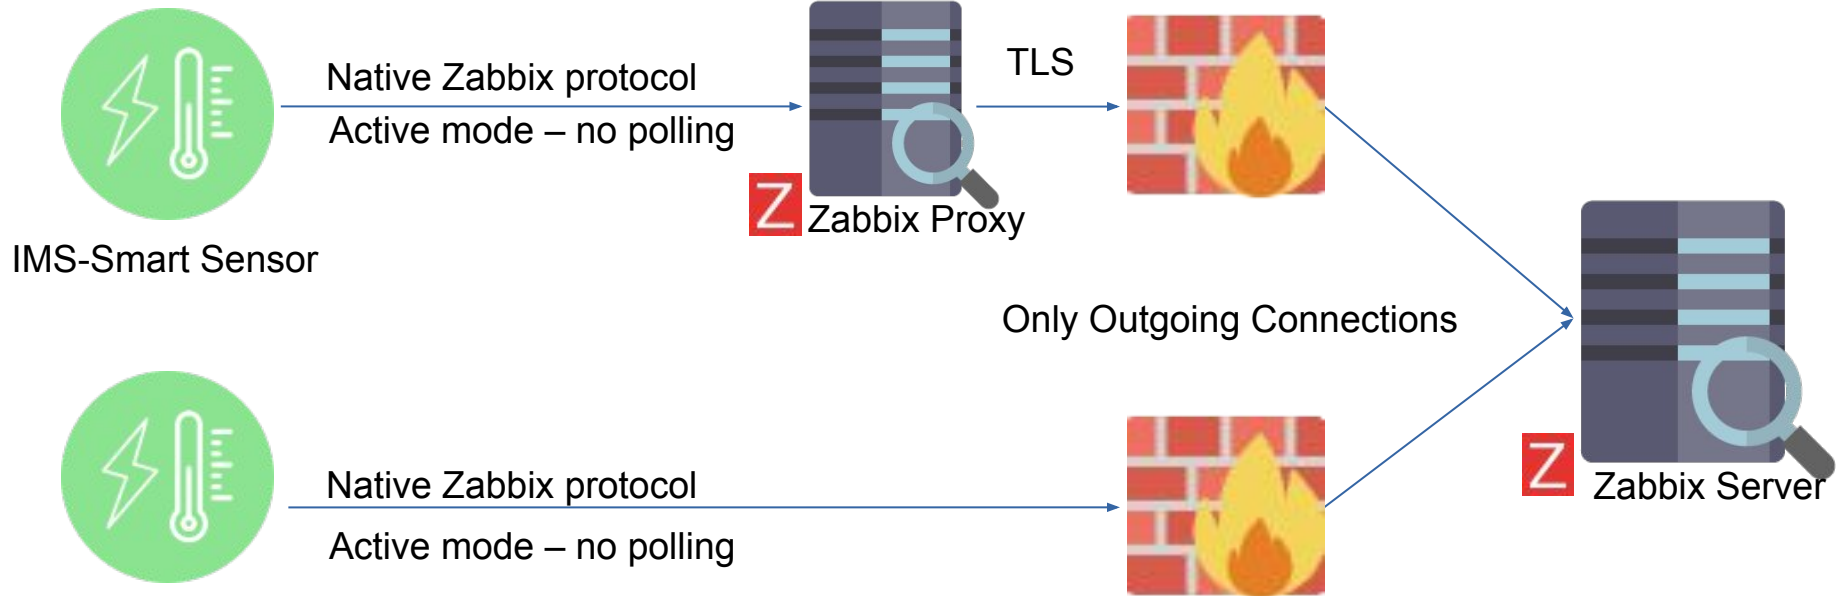 Native Zabbix protocol
Active mode – no polling
TLS
Z
Zabbix Proxy
IMS-Smart Sensor
Only Outgoing Connections
Native Zabbix protocol
Active mode – no polling
Z
Zabbix Server